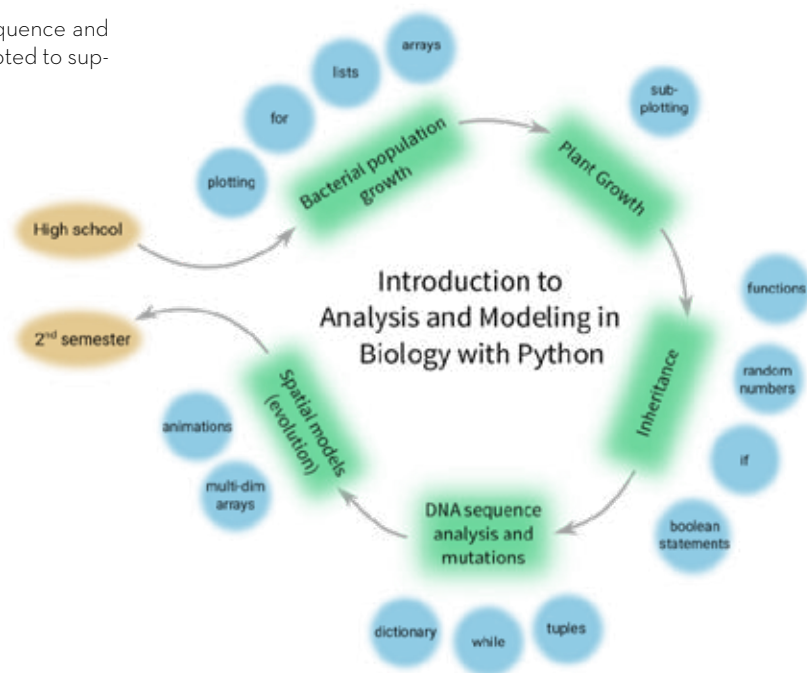 quence and
oted to sup-
arrays
lists
for
plotting
sub-
plotting
Bacterial population
growth
Plant Growth
High school
2nd semester
Introduction to
Analysis and Modeling in
Biology with Python
functions
random
numbers
if
boolean
statements
Inheritance
DNA sequence
analysis and
mutations
dictionary
while
tuples
Spatial models
(evolution)
animations
multi-dim
arrays